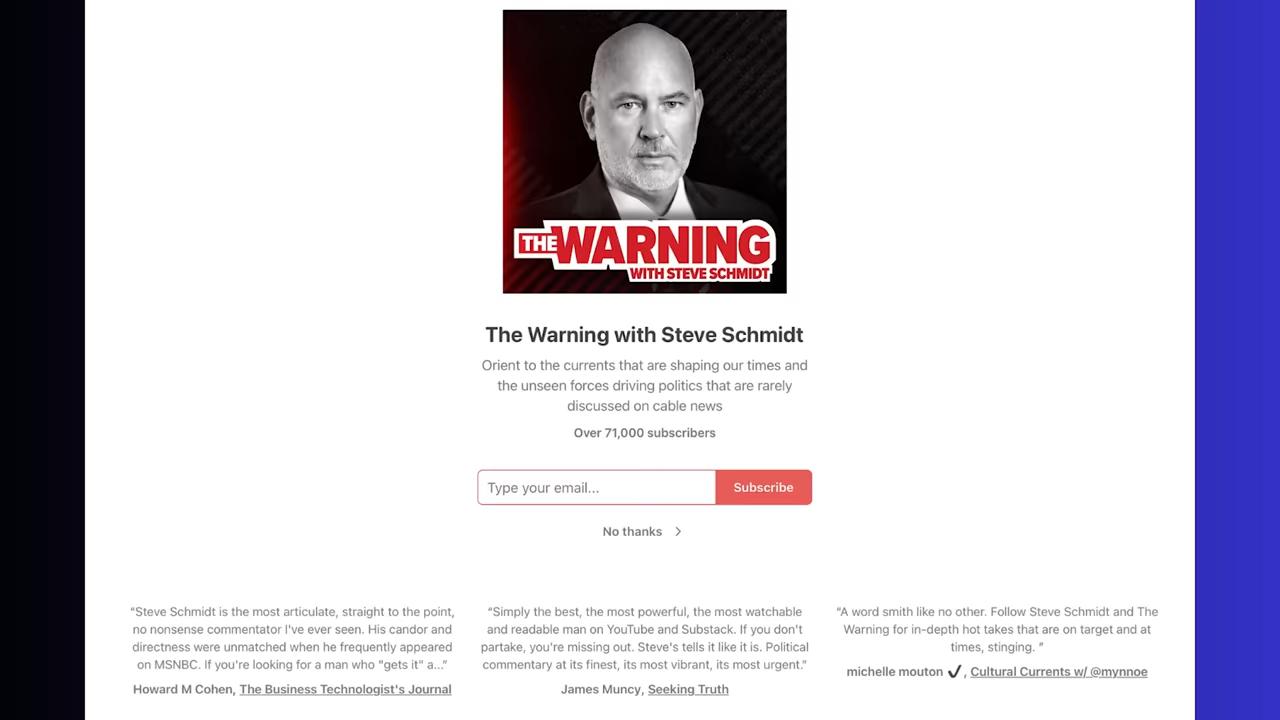 THE WARNING
WITH STEVE SCHMIDT
The Warning with Steve Schmidt
Orient to the currents that are shaping our times and
the unseen forces driving politics that are rarely
discussed on cable news
Over 71,000 subscribers
Type your email...
Subscribe
No thanks
“Steve Schmidt is the most articulate, straight to the point,
no nonsense commentator I've ever seen. His candor and
directness were unmatched when he frequently appeared
on MSNBC. If you're looking for a man who "gets it" a...”
Howard M Cohen, The Business Technologist's Journal
“Simply the best, the most powerful, the most watchable
and readable man on YouTube and Substack. If you don't
partake, you're missing out. Steve's tells it like it is. Political
commentary at its finest, its most vibrant, its most urgent.”
James Muncy, Seeking Truth
“A word smith like no other. Follow Steve Schmidt and The
Warning for in-depth hot takes that are on target and at
times, stinging. ”
michelle mouton ✔, Cultural Currents w/ @mynnoe